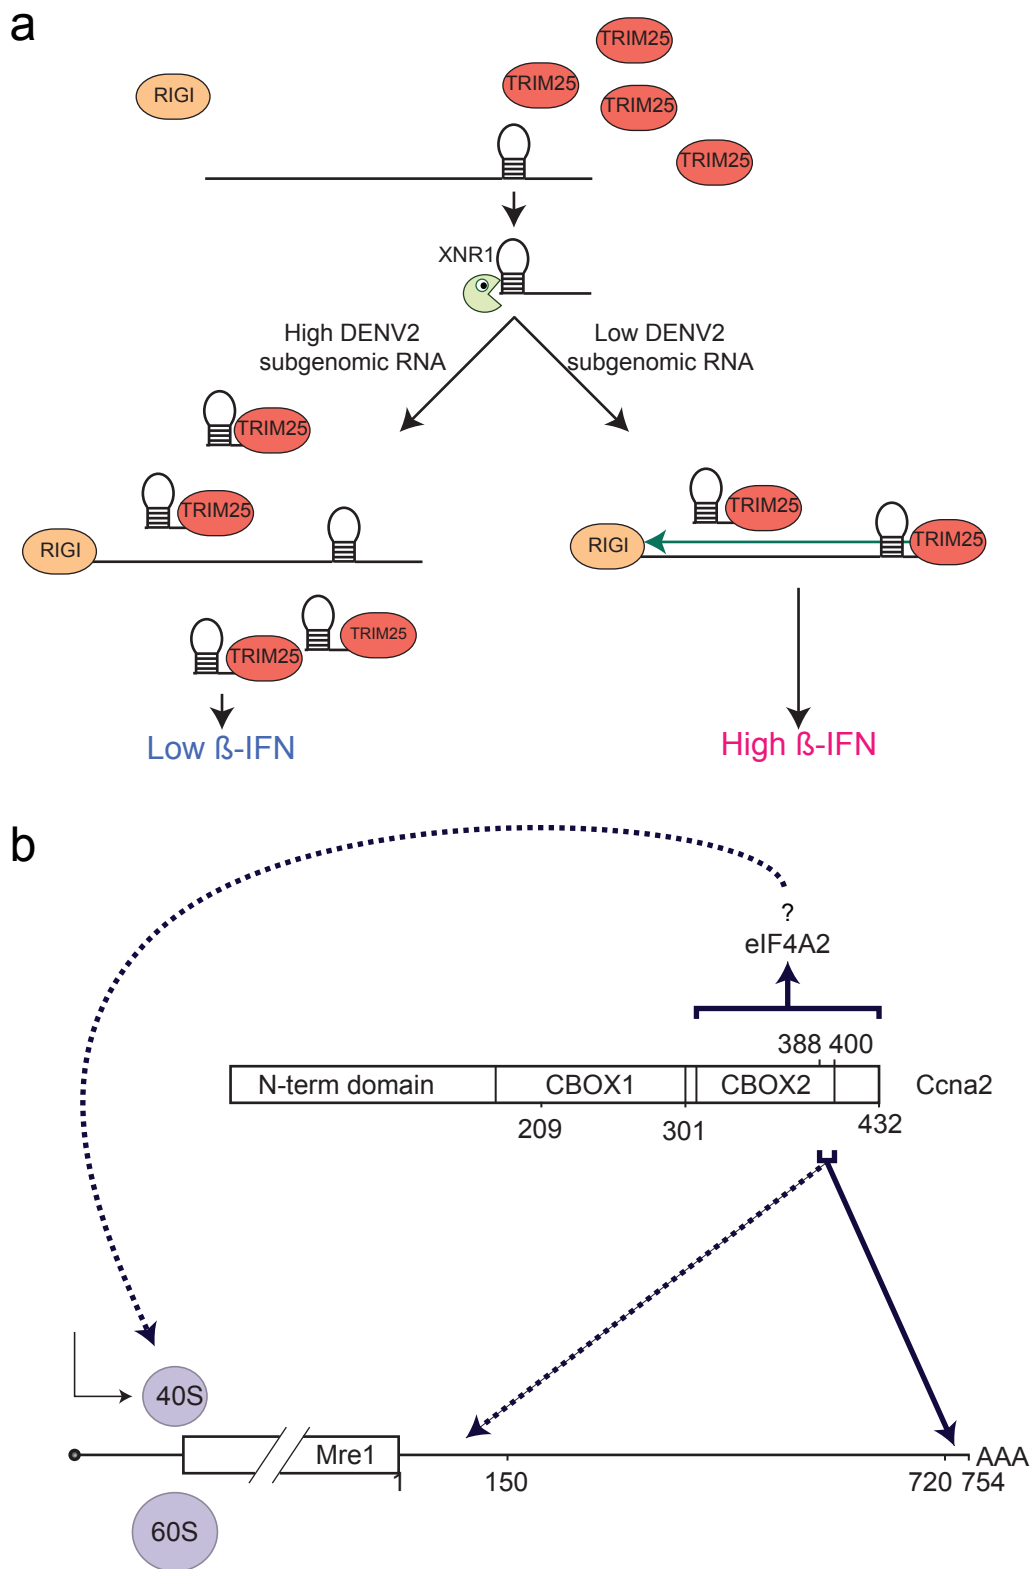 a
TRIM25
RIGI
TRIM25
TRIM25
TRIM25
XNR1
High DENV2
subgenomic RNA
Low DENV2
subgenomic RNA
TRIM25
TRIM25
RIGI
TRIM25
TRIM25
TRIM25
RIGI
TRIM25
Low ß-IFN
High ß-IFN
b
?
eIF4A2
388 400
N-term domain
CBOX1
CBOX2
Ccna2
209
301
432
40S
Mre1
AAA
1
150
720 754
60S